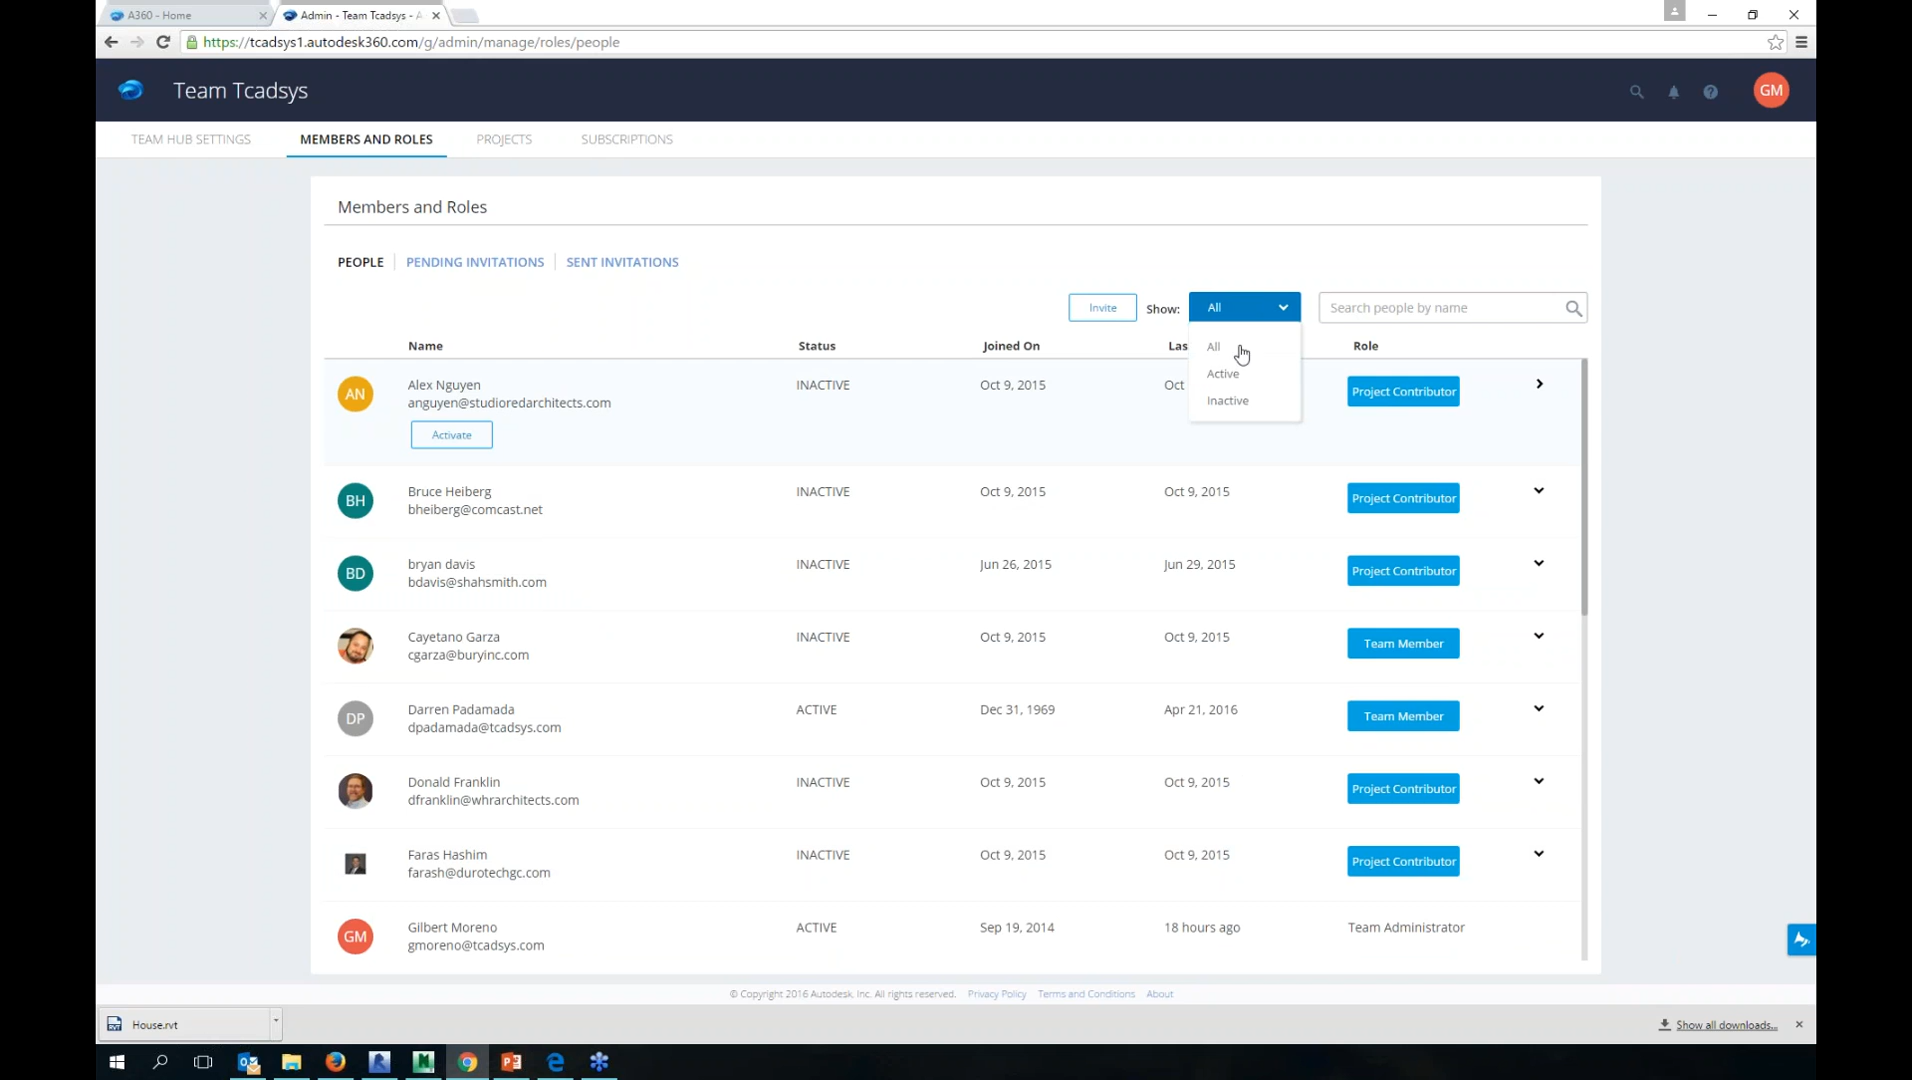 A360 - Home
Admin - Team Tcadsys - A
https://tcadsys1.autodesk360.com/g/admin/manage/roles/people
Team Tcadsys
GM
TEAM HUB SETTINGS
MEMBERS AND ROLES
PROJECTS
SUBSCRIPTIONS
Members and Roles
PEOPLE
PENDING INVITATIONS
SENT INVITATIONS
Invite
Show:
All
Search people by name
All
Active
Inactive
Name Status Joined On Las Role
AN
Alex Nguyen INACTIVE Oct 9, 2015 Oct Project Contributor
anguyen@studioredarchitects.com
Activate
BH
Bruce Heiberg INACTIVE Oct 9, 2015 Oct 9, 2015 Project Contributor
bheiberg@comcast.net
BD
bryan davis INACTIVE Jun 26, 2015 Jun 29, 2015 Project Contributor
bdavis@shahsmith.com
Cayetano Garza INACTIVE Oct 9, 2015 Oct 9, 2015 Team Member
cgarza@buryinc.com
DP
Darren Padamada ACTIVE Dec 31, 1969 Apr 21, 2016 Team Member
dpadamada@tcadsys.com
Donald Franklin INACTIVE Oct 9, 2015 Oct 9, 2015 Project Contributor
dfranklin@whrarchitects.com
Faras Hashim INACTIVE Oct 9, 2015 Oct 9, 2015 Project Contributor
farash@durotechgc.com
GM
Gilbert Moreno ACTIVE Sep 19, 2014 18 hours ago Team Administrator
gmoreno@tcadsys.com
© Copyright 2016 Autodesk, Inc. All rights reserved. Privacy Policy Terms and Conditions About
House.rvt
Show all downloads...